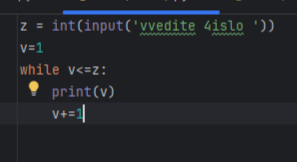 z = int(input('vvedite 4islo '))
v=1
while v<=z:
    print(v)
    v+=1